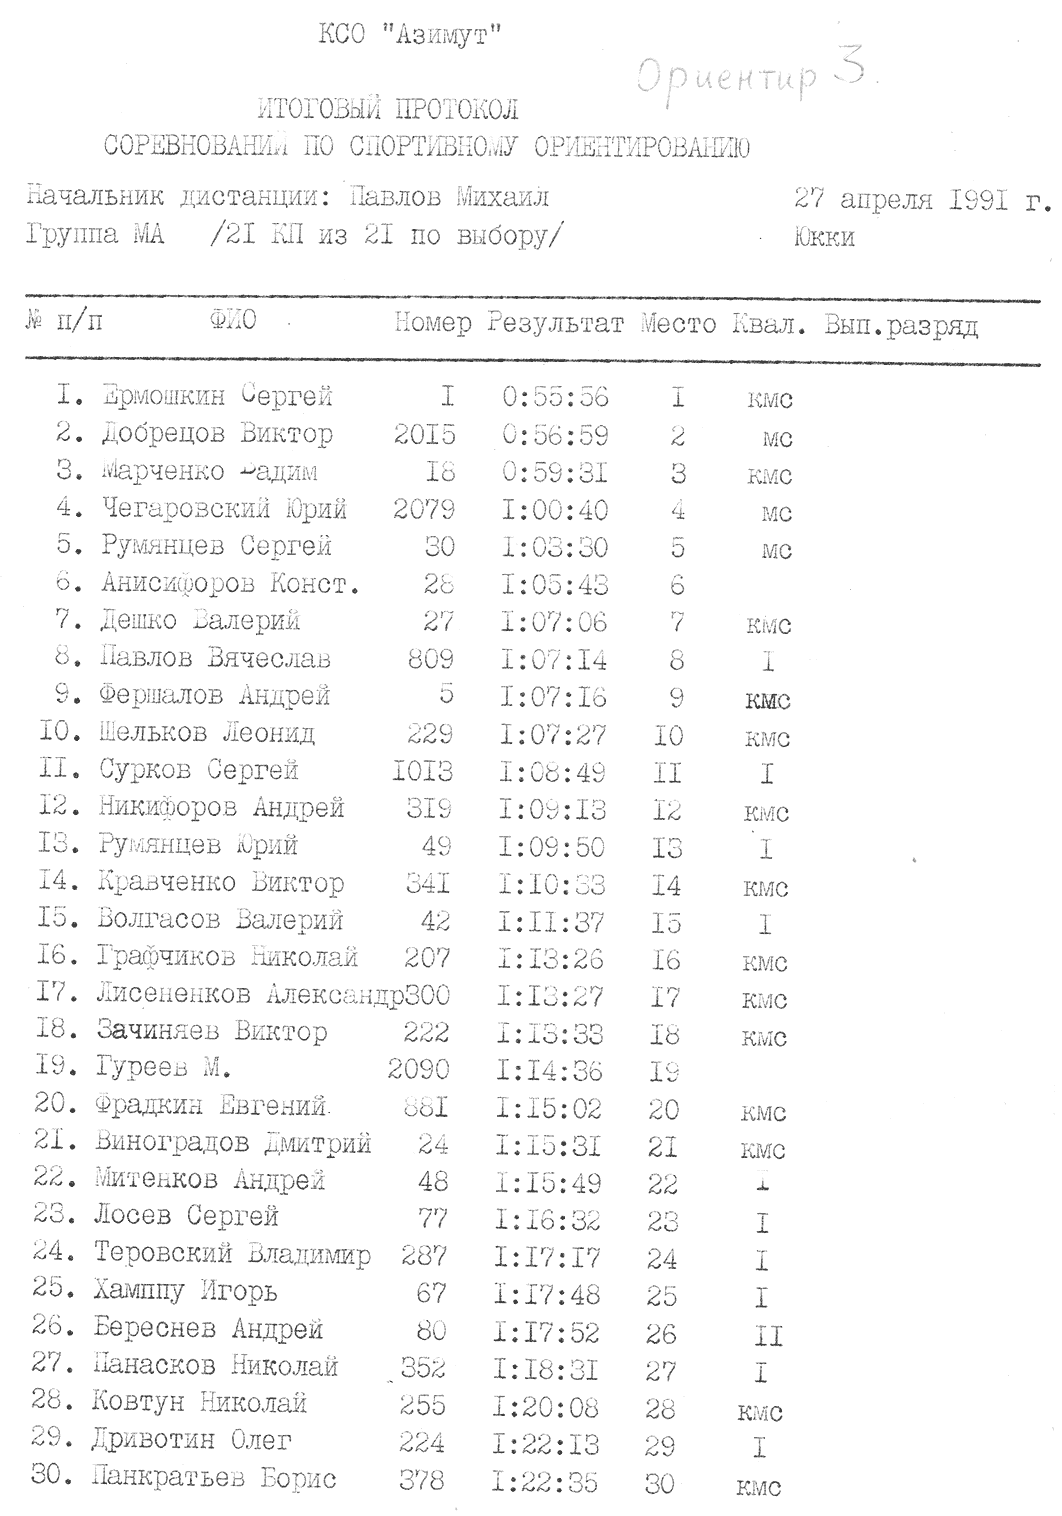 КСО "Азимут"
Ориентир 3.
ИТОГОВЫЙ ПРОТОКОЛ
СОРЕВНОВАНИЙ ПО СПОРТИВНОМУ ОРИЕНТИРОВАНИЮ
Начальник дистанции: Павлов Михаил 27 апреля I99I г.
Группа МА /2I КП из 2I по выбору/ Юкки
№ п/п ФИО Номер Результат Место Квал. Вып.разряд
I. Ермошкин Сергей I 0:55:56 I кмс
2. Добрецов Виктор 20I5 0:56:59 2 мс
3. Марченко Вадим I8 0:59:3I 3 кмс
4. Чегаровский Юрий 2079 I:00:40 4 мс
5. Румянцев Сергей 30 I:03:30 5 мс
6. Анисифоров Конст. 28 I:05:43 6
7. Дешко Валерий 27 I:07:06 7 кмс
8. Павлов Вячеслав 809 I:07:I4 8 I
9. Фершалов Андрей 5 I:07:I6 9 кмс
I0. Шельков Леонид 229 I:07:27 I0 кмс
II. Сурков Сергей I0I3 I:08:49 II I
I2. Никифоров Андрей 3I9 I:09:I3 I2 кмс
I3. Румянцев Юрий 49 I:09:50 I3 I
I4. Кравченко Виктор 34I I:I0:33 I4 кмс
I5. Волгасов Валерий 42 I:II:37 I5 I
I6. Графчиков Николай 207 I:I3:26 I6 кмс
I7. Лисененков Александр300 I:I3:27 I7 кмс
I8. Зачиняев Виктор 222 I:I3:33 I8 кмс
I9. Гуреев М. 2090 I:I4:36 I9
20. Фрадкин Евгений 88I I:I5:02 20 кмс
2I. Виноградов Дмитрий 24 I:I5:3I 2I кмс
22. Митенков Андрей 48 I:I5:49 22 I
23. Лосев Сергей 77 I:I6:32 23 I
24. Теровский Владимир 287 I:I7:I7 24 I
25. Хамппу Игорь 67 I:I7:48 25 I
26. Береснев Андрей 80 I:I7:52 26 II
27. Панасков Николай 352 I:I8:3I 27 I
28. Ковтун Николай 255 I:20:08 28 кмс
29. Дривотин Олег 224 I:22:I3 29 I
30. Панкратьев Борис 378 I:22:35 30 кмс